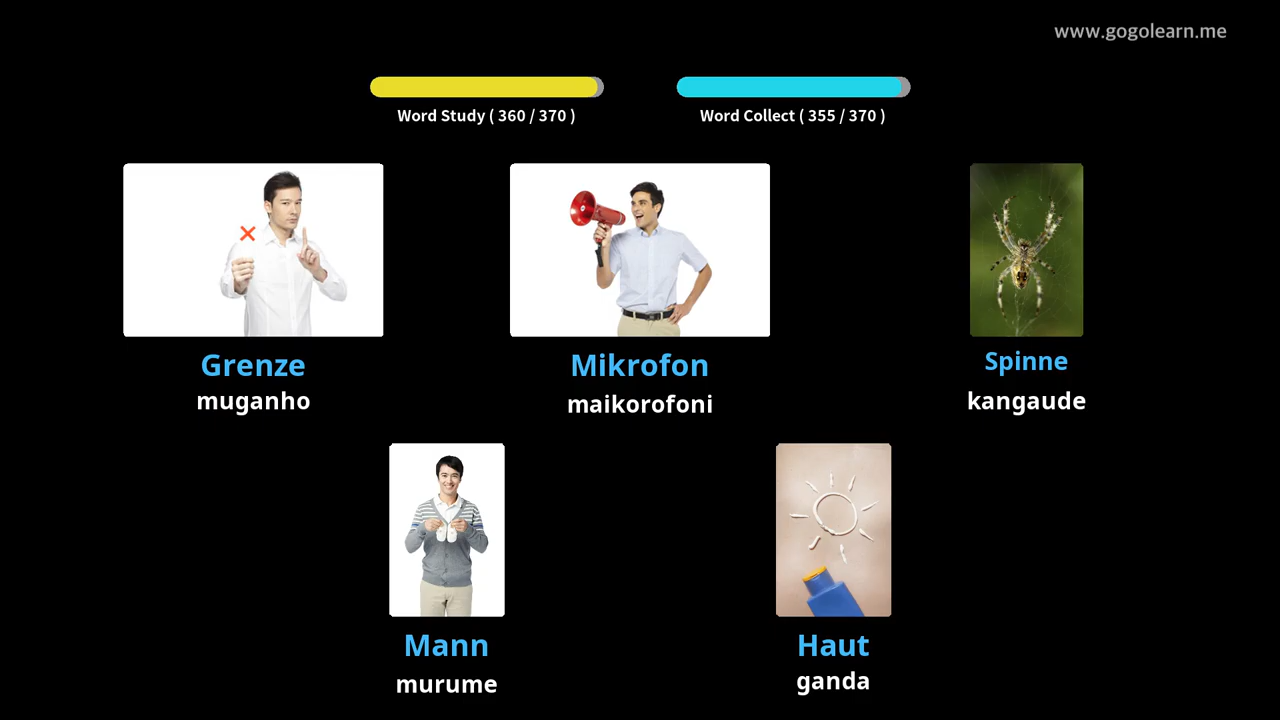 www.gogolearn.me
Word Study ( 360 / 370 )
Word Collect ( 355 / 370 )
Grenze
muganho
Mikrofon
maikorofoni
Spinne
kangaude
Mann
murume
Haut
ganda